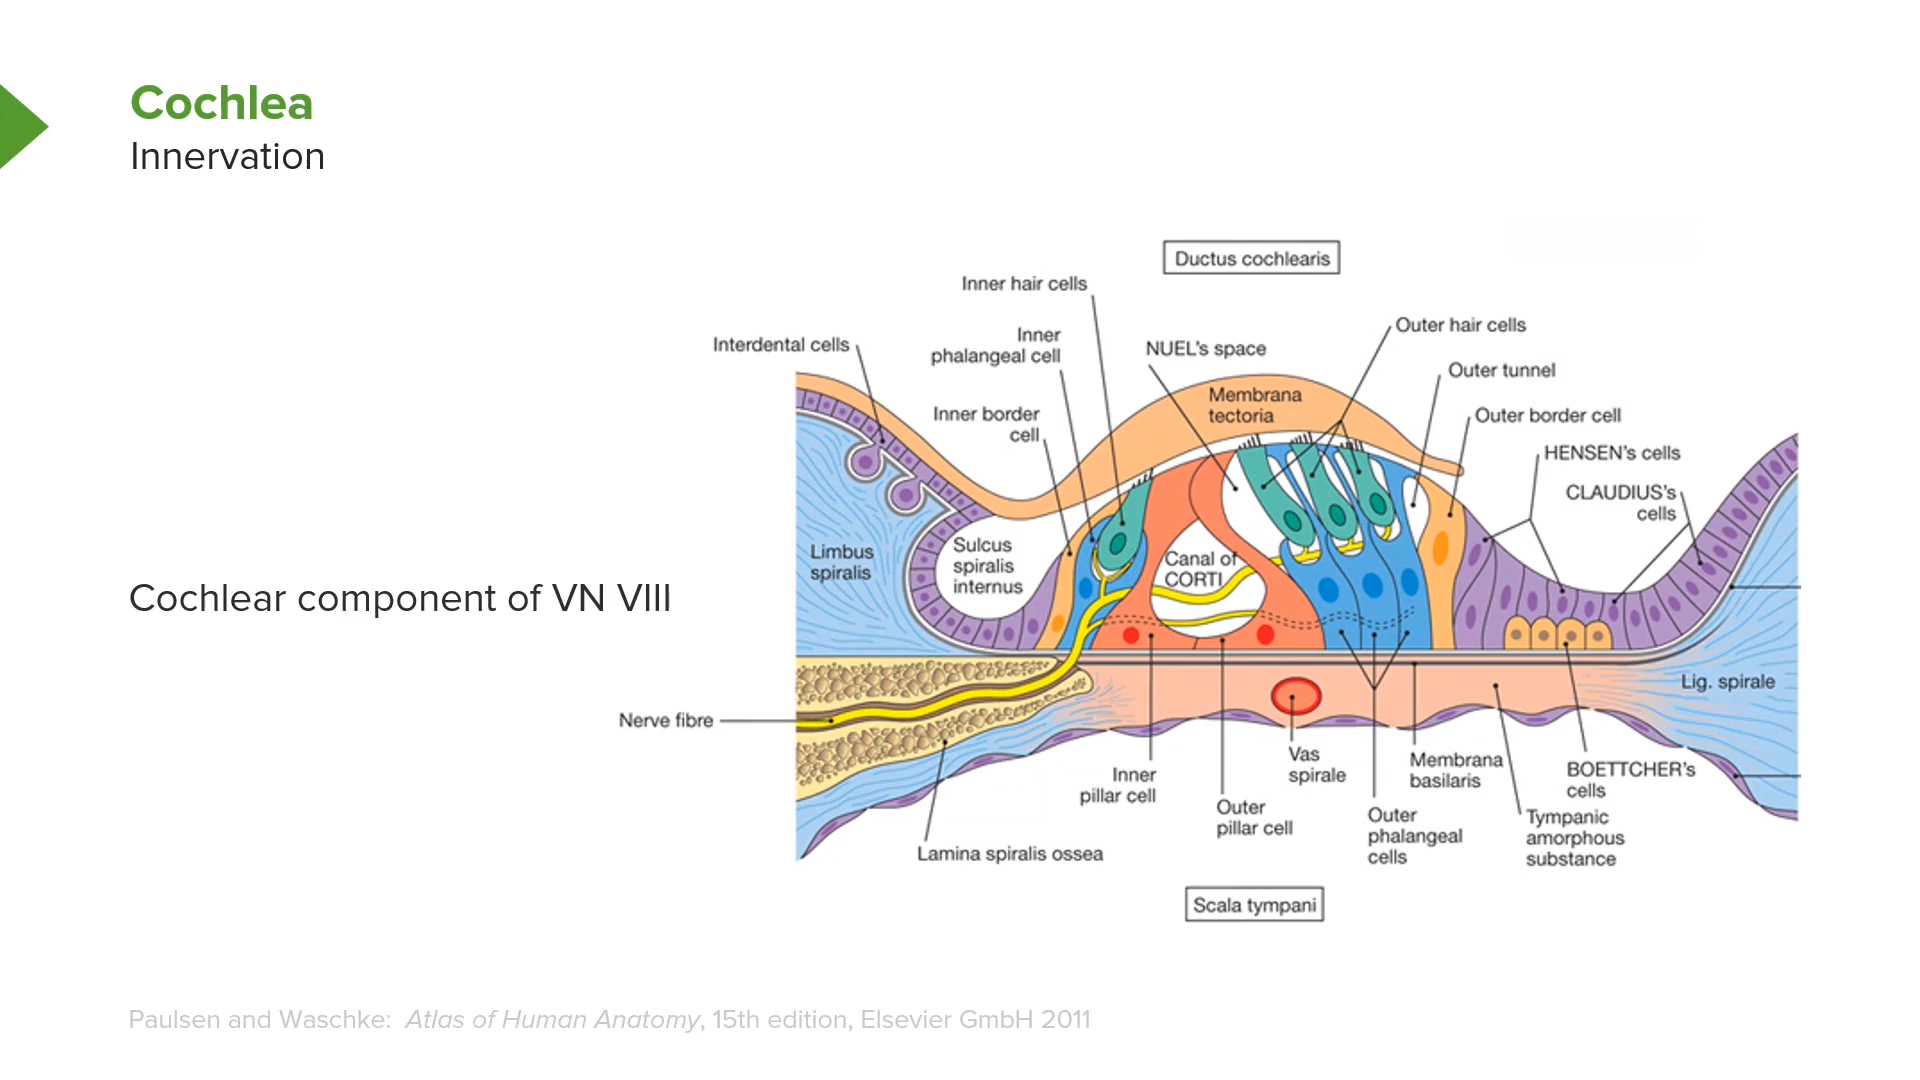 Cochlea
Innervation
Ductus cochlearis
Inner hair cells
Outer hair cells
Interdental cells
Inner
phalangeal cell
NUEL's space
Outer tunnel
Membrana
tectoria
Inner border
cell
Outer border cell
HENSEN's cells
CLAUDIUS's
cells
Limbus
spiralis
Sulcus
spiralis
internus
Canal of
CORTI
Cochlear component of VN VIII
Lig. spirale
Nerve fibre
Inner
pillar cell
Outer
pillar cell
Vas
spirale
Membrana
basilaris
Outer
phalangeal
cells
BOETTCHER's
cells
Tympanic
amorphous
substance
Lamina spiralis ossea
Scala tympani
Paulsen and Waschke: Atlas of Human Anatomy, 15th edition, Elsevier GmbH 2011